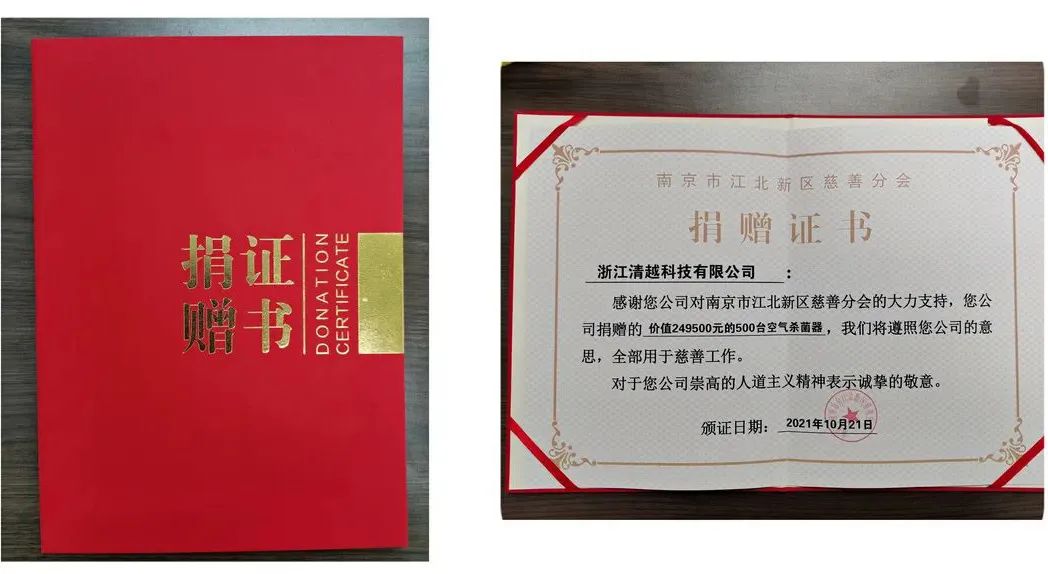 捐证
赠书
DONATION
CERTIFICATE
南京市江北新区慈善分会
捐赠证书
浙江清越科技有限公司：
感谢您公司对南京市江北新区慈善分会的大力支持，您公
司捐赠的 价值249500元的500台空气杀菌器，我们将遵照您公司的意
思，全部用于慈善工作。
对于您公司崇高的人道主义精神表示诚挚的敬意。
颁证日期：2021年10月21日